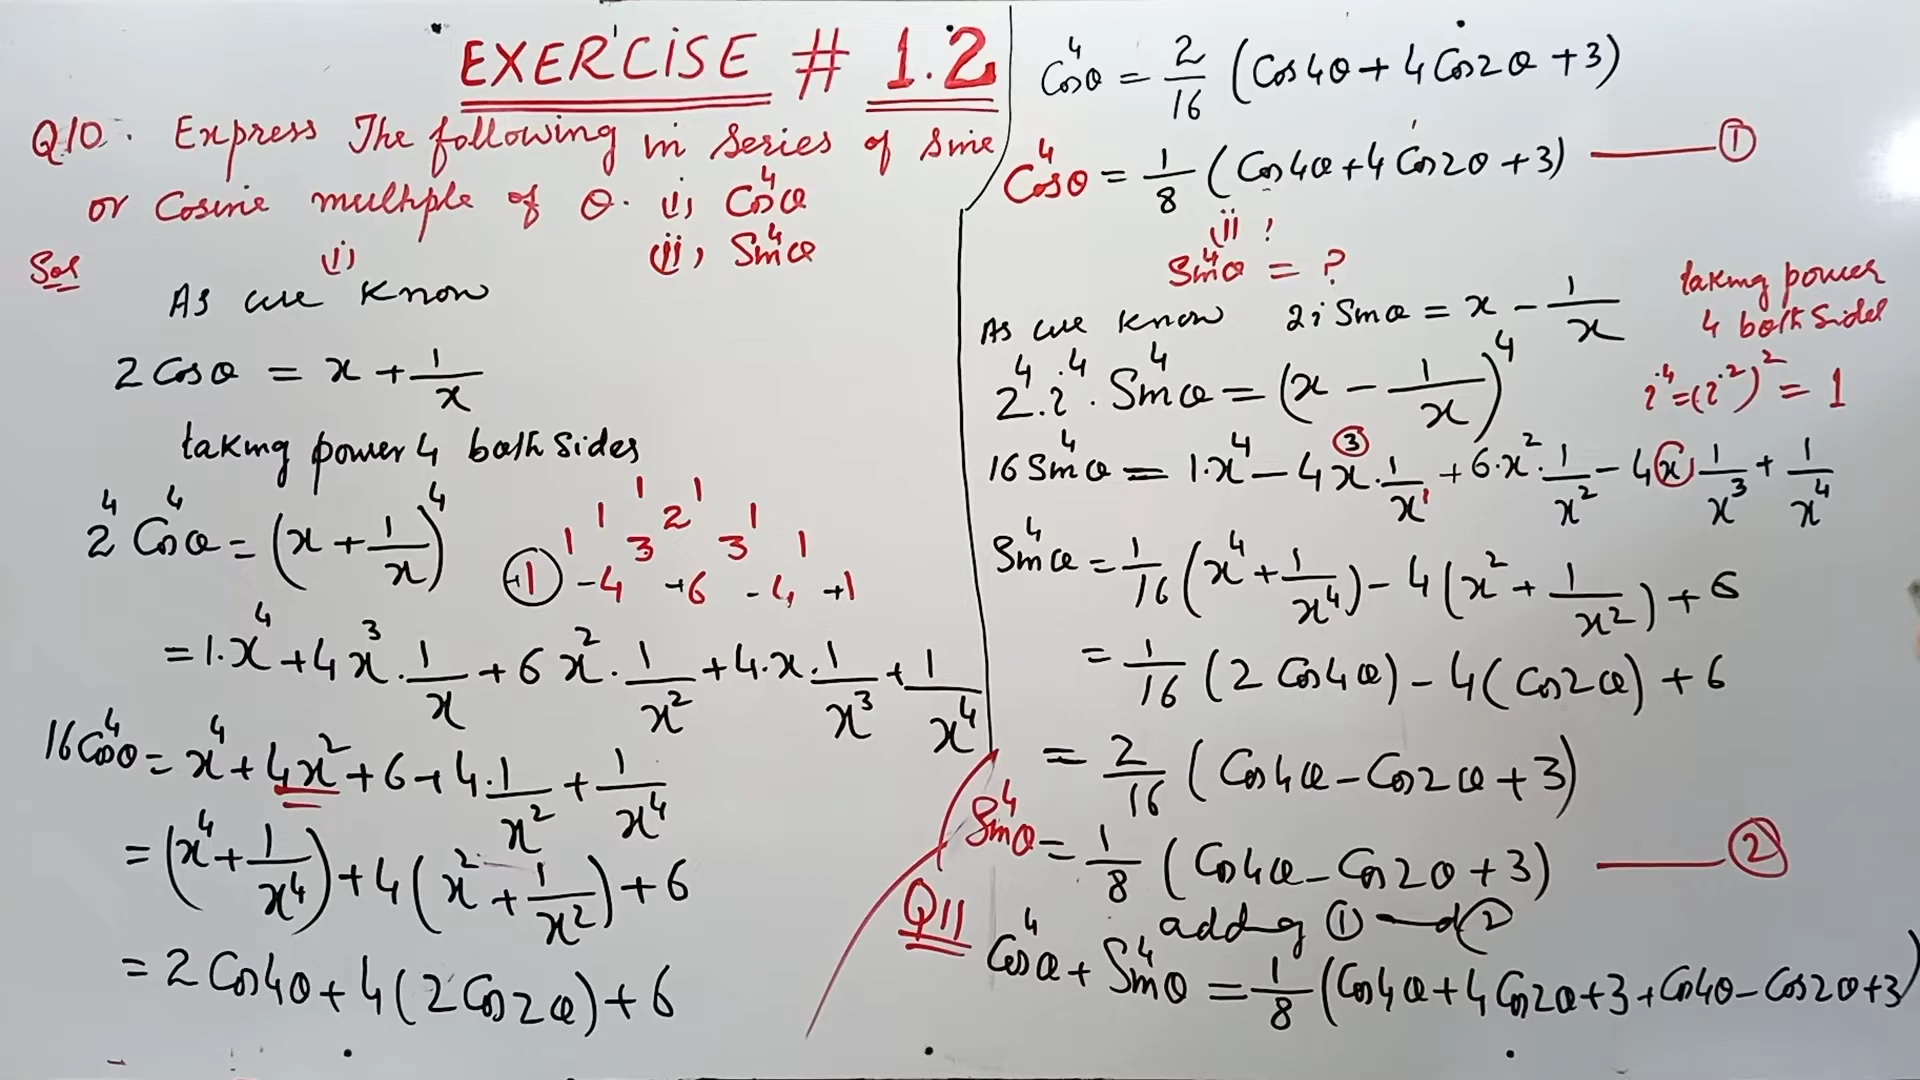 EXERCISE # 1.2
Q10. Express The following in series of sine
or Cosine multiple of θ. i) Cos⁴θ
(ii) Sin⁴θ
Sol
(i)
As we know
2 Cosθ = x + 1/x
taking power 4 both sides
2⁴ Cos⁴θ = (x + 1/x)⁴
1 1
1 2 1
1 3 3 1
+1 -4 +6 -4 +1
= 1·x⁴ + 4x³·1/x + 6x²·1/x² + 4·x·1/x³ + 1/x⁴
16Cos⁴θ = x⁴ + 4x² + 6 + 4·1/x² + 1/x⁴
= (x⁴ + 1/x⁴) + 4(x² + 1/x²) + 6
= 2 Cos4θ + 4(2Cos2θ) + 6
Cos⁴θ = 2/16 (Cos4θ + 4Cos2θ + 3)
Cos⁴θ = 1/8 (Cos4θ + 4Cos2θ + 3) —— ①
(ii)
Sin⁴θ = ?
As we know 2i Sinθ = x - 1/x
taking power
4 both sides
2⁴·i⁴·Sin⁴θ = (x - 1/x)⁴
i⁴ = (i²)² = 1
16 Sin⁴θ = 1·x⁴ - 4x³·1/x¹ + 6·x²·1/x² - 4x 1/x³ + 1/x⁴
Sin⁴θ = 1/16 (x⁴ + 1/x⁴) - 4(x² + 1/x²) + 6
= 1/16 (2 Cos4θ) - 4(Cos2θ) + 6
= 2/16 (Cos4θ - Cos2θ + 3)
Sin⁴θ = 1/8 (Cos4θ - Cos2θ + 3) —— ②
Q11
adding ① and ②
Cos⁴θ + Sin⁴θ = 1/8 (Cos4θ + 4Cos2θ + 3 + Cos4θ - Cos2θ + 3)